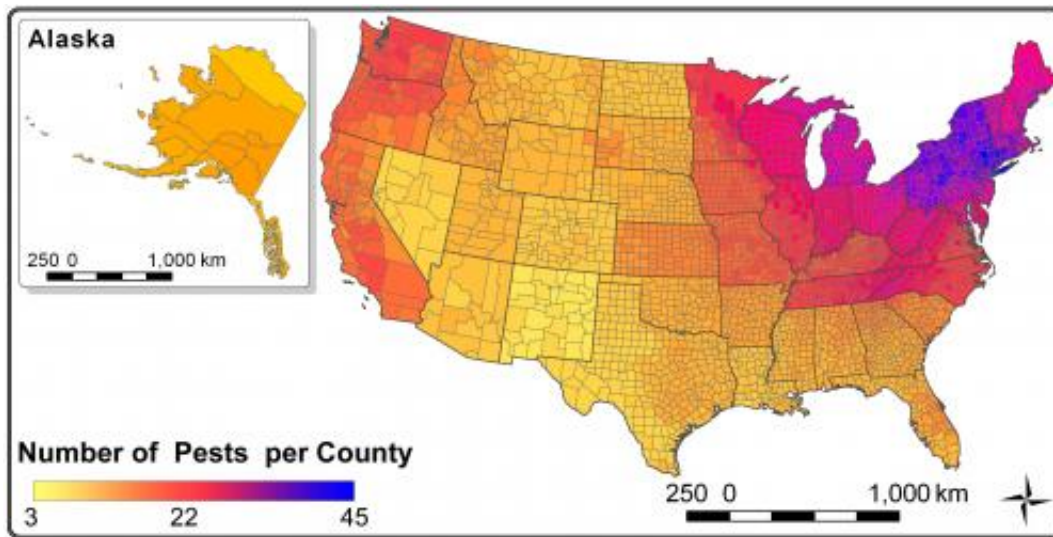 Alaska
250 0 1,000 km
Number of Pests per County
3 22 45
250 0 1,000 km